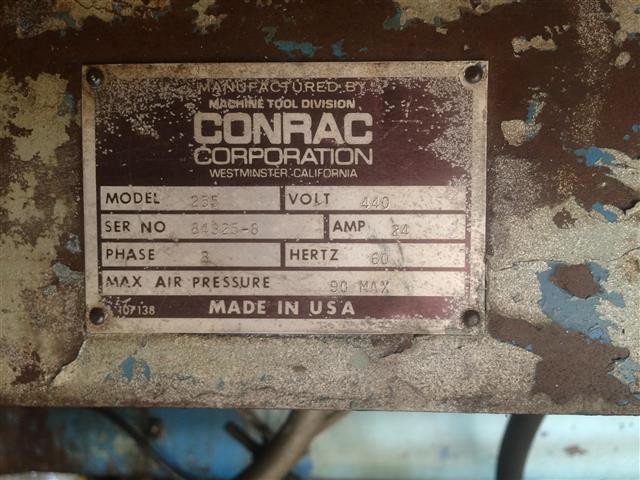 MANUFACTURED BY
MACHINE TOOL DIVISION
CONRAC
CORPORATION
WESTMINSTER, CALIFORNIA
MODEL 255 VOLT 440
SER NO 84325-8 AMP 24
PHASE 3 HERTZ 60
MAX AIR PRESSURE 90 MAX
107138 MADE IN USA